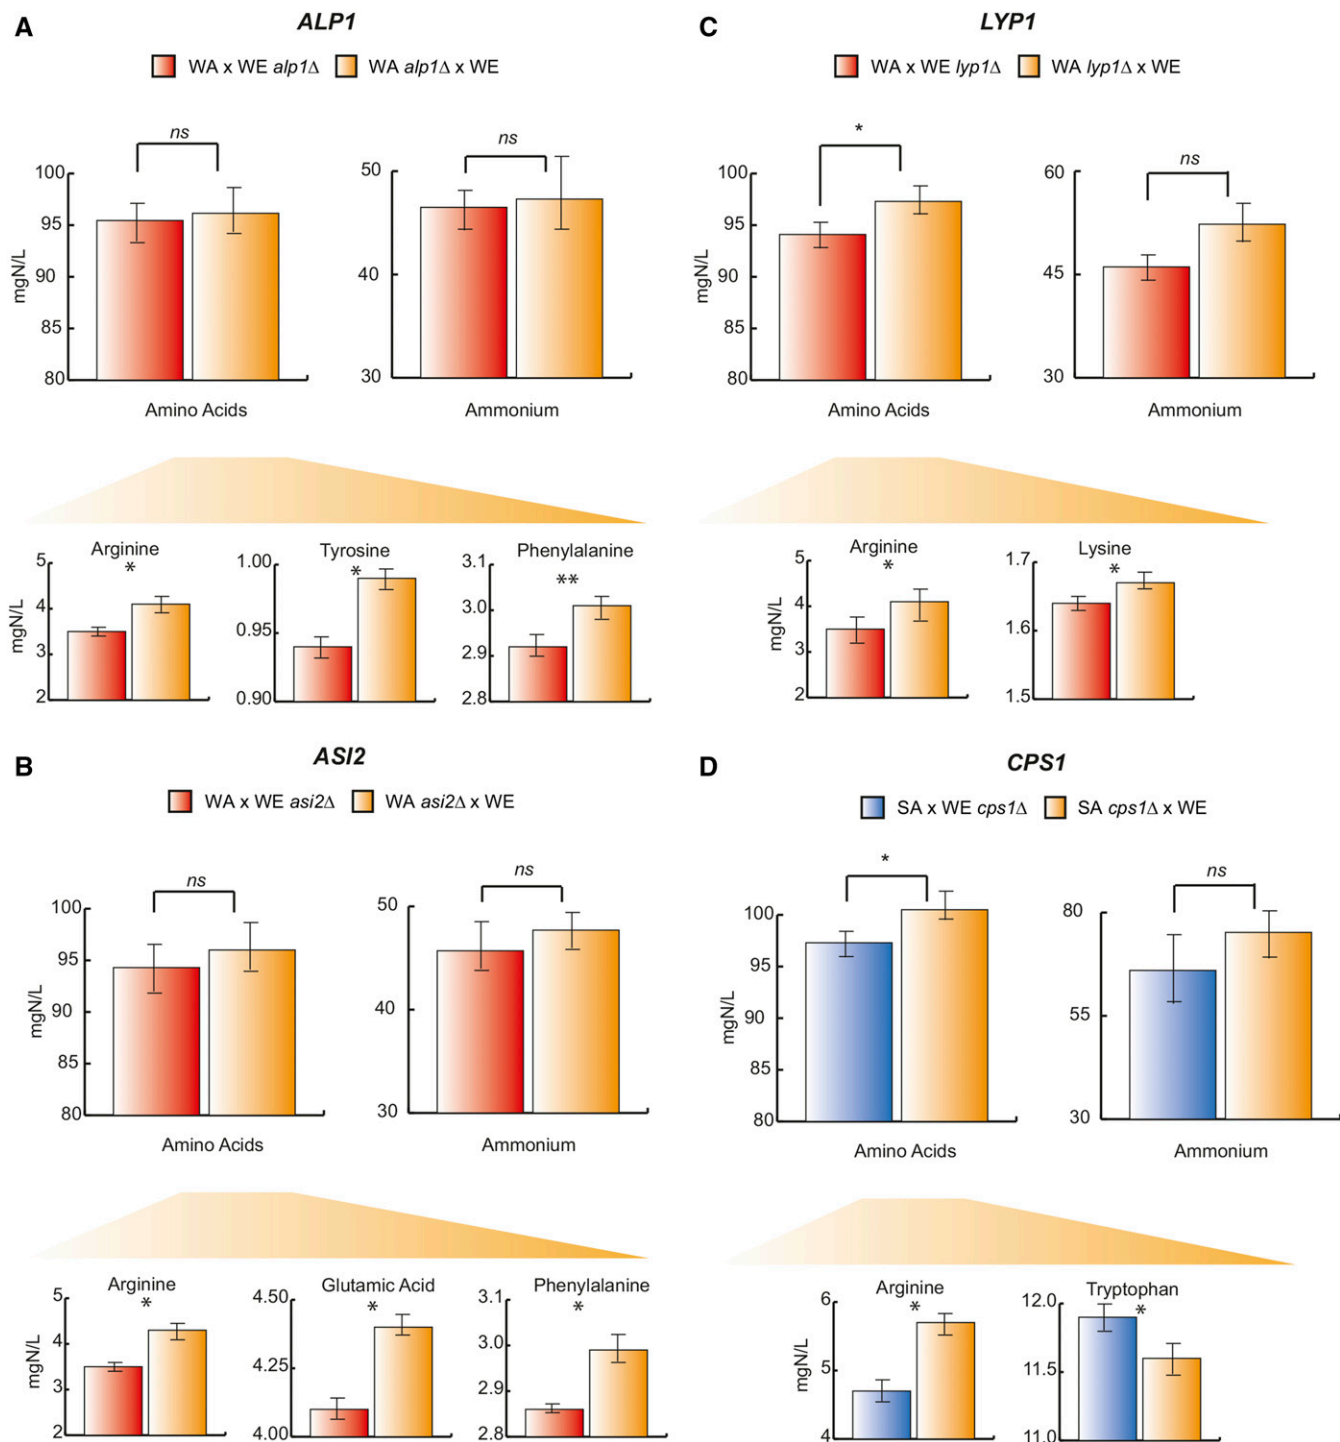 A
ALP1
WA x WE alp1Δ
WA alp1Δ x WE
ns
ns
100
95
90
85
80
mgN/L
50
40
30
Amino Acids
Ammonium
Arginine
*
Tyrosine
*
Phenylalanine
**
5
4
3
2
mgN/L
1.00
0.95
0.90
3.1
3.0
2.9
2.8
C
LYP1
WA x WE lyp1Δ
WA lyp1Δ x WE
*
ns
100
95
90
85
80
mgN/L
60
45
30
Amino Acids
Ammonium
Arginine
*
Lysine
*
5
4
3
2
mgN/L
1.7
1.6
1.5
B
ASI2
WA x WE asi2Δ
WA asi2Δ x WE
ns
ns
100
95
90
85
80
mgN/L
50
40
30
Amino Acids
Ammonium
Arginine
*
Glutamic Acid
*
Phenylalanine
*
5
4
3
2
mgN/L
4.50
4.25
4.00
3.1
3.0
2.9
2.8
D
CPS1
SA x WE cps1Δ
SA cps1Δ x WE
*
ns
100
95
90
85
80
mgN/L
80
55
30
Amino Acids
Ammonium
Arginine
*
Tryptophan
*
6
5
4
mgN/L
12.0
11.5
11.0